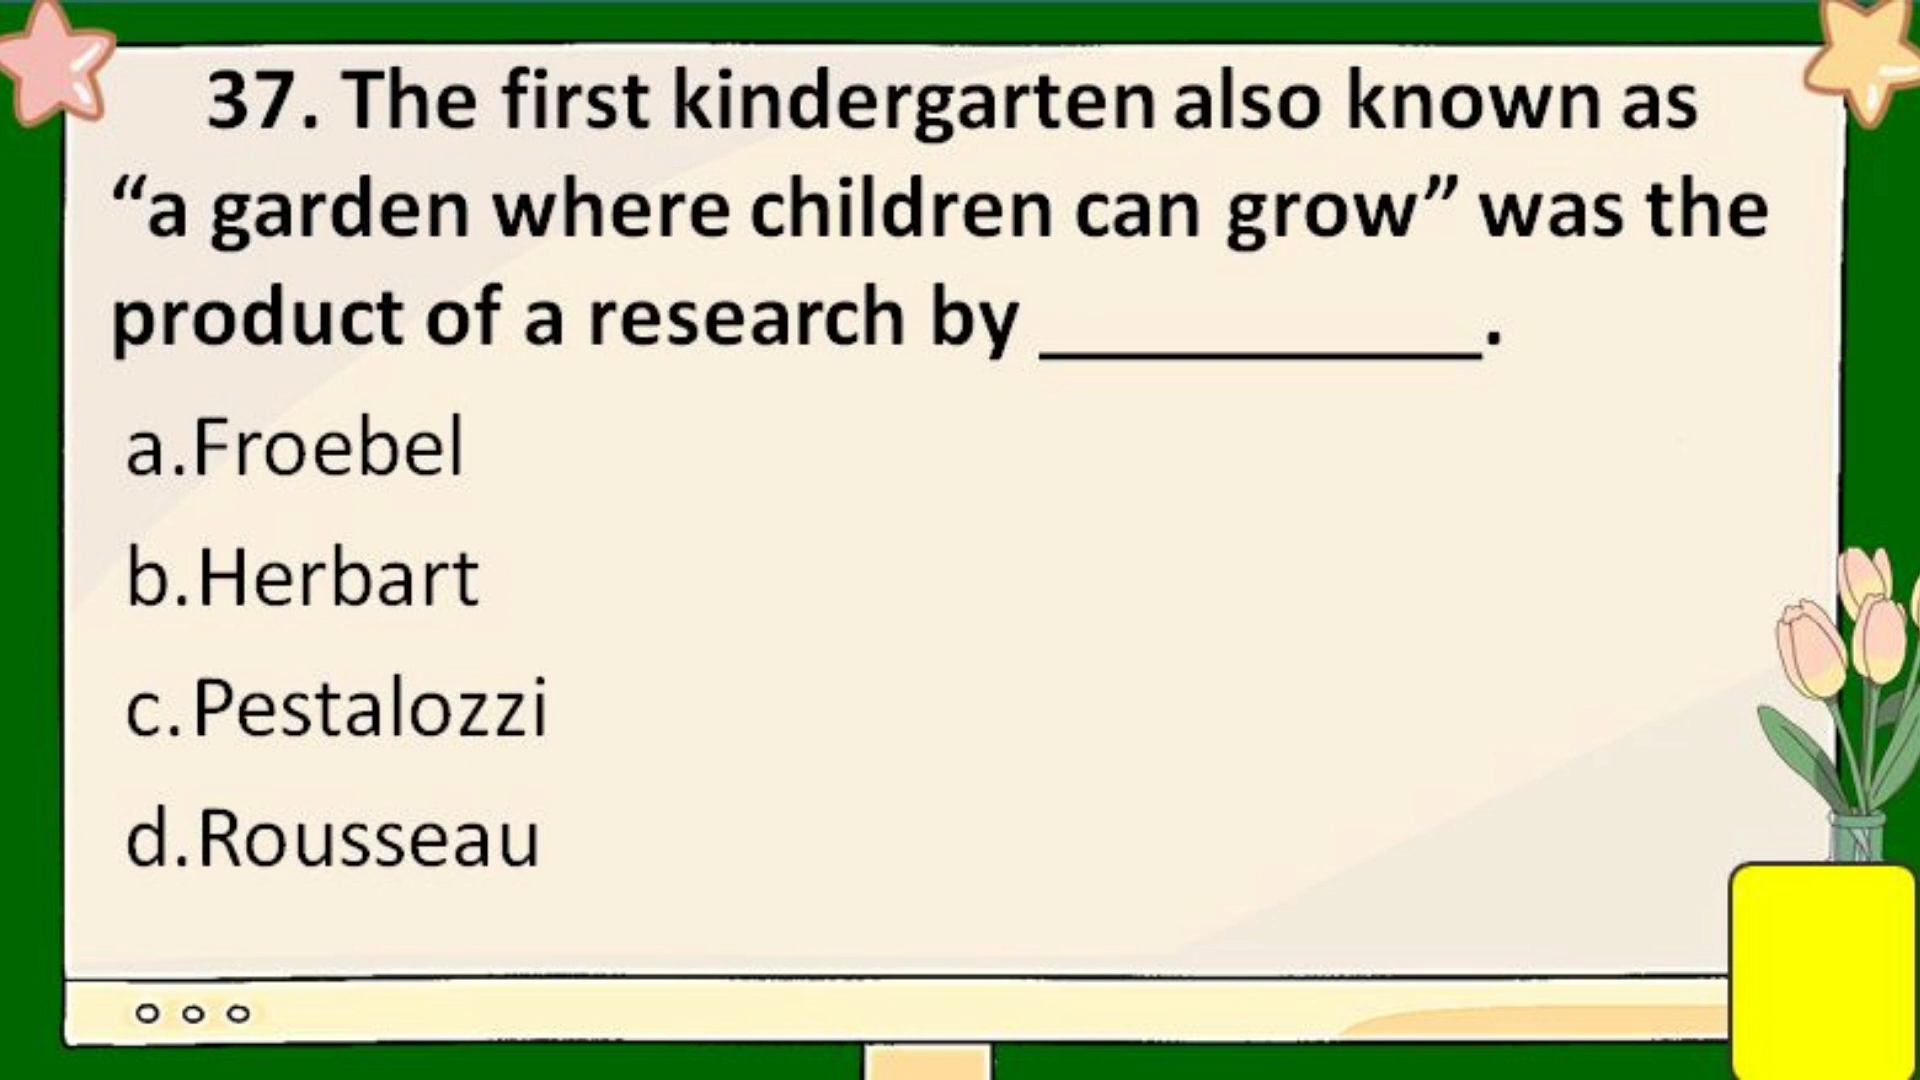 37. The first kindergarten also known as
“a garden where children can grow” was the
product of a research by __________.
a.Froebel
b.Herbart
c.Pestalozzi
d.Rousseau